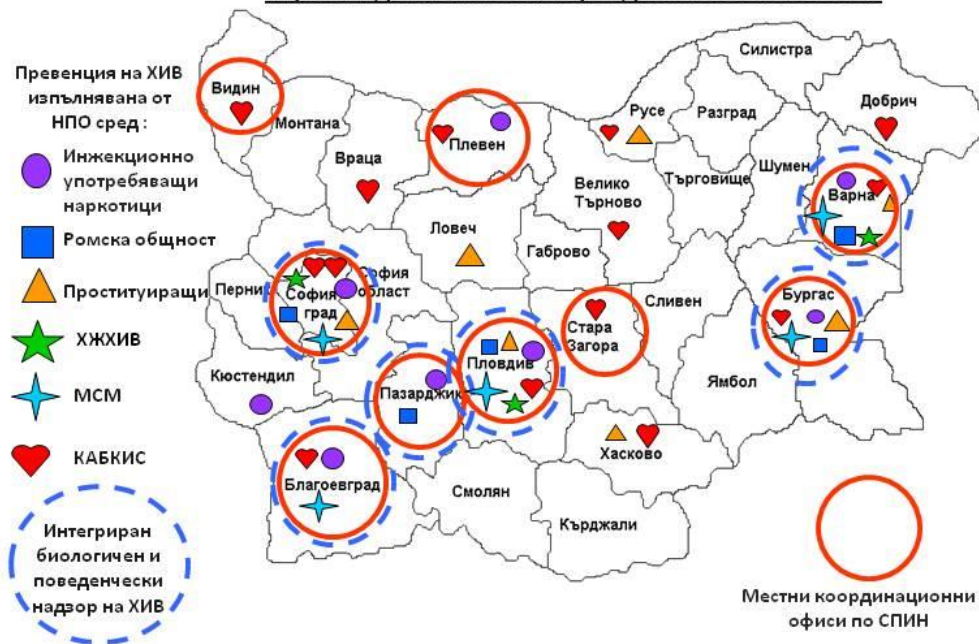 Превенция на ХИВ
изпълнявана от
НПО сред :
Инжекционно
употребяващи
наркотици
Ромска общност
Проституиращи
ХЖХИВ
МСМ
КАБКИС
Интегриран
биологичен и
поведенчески
надзор на ХИВ
Видин
Монтана
Враца
Плевен
Ловеч
Габрово
Велико
Търново
Русе
Силистра
Разград
Търговище
Шумен
Добрич
Варна
Бургас
Сливен
Ямбол
Стара
Загора
Хасково
Кърджали
Смолян
Пловдив
Пазарджик
Благоевград
Кюстендил
Перни
София
град
София
област
Местни координационни
офиси по СПИН